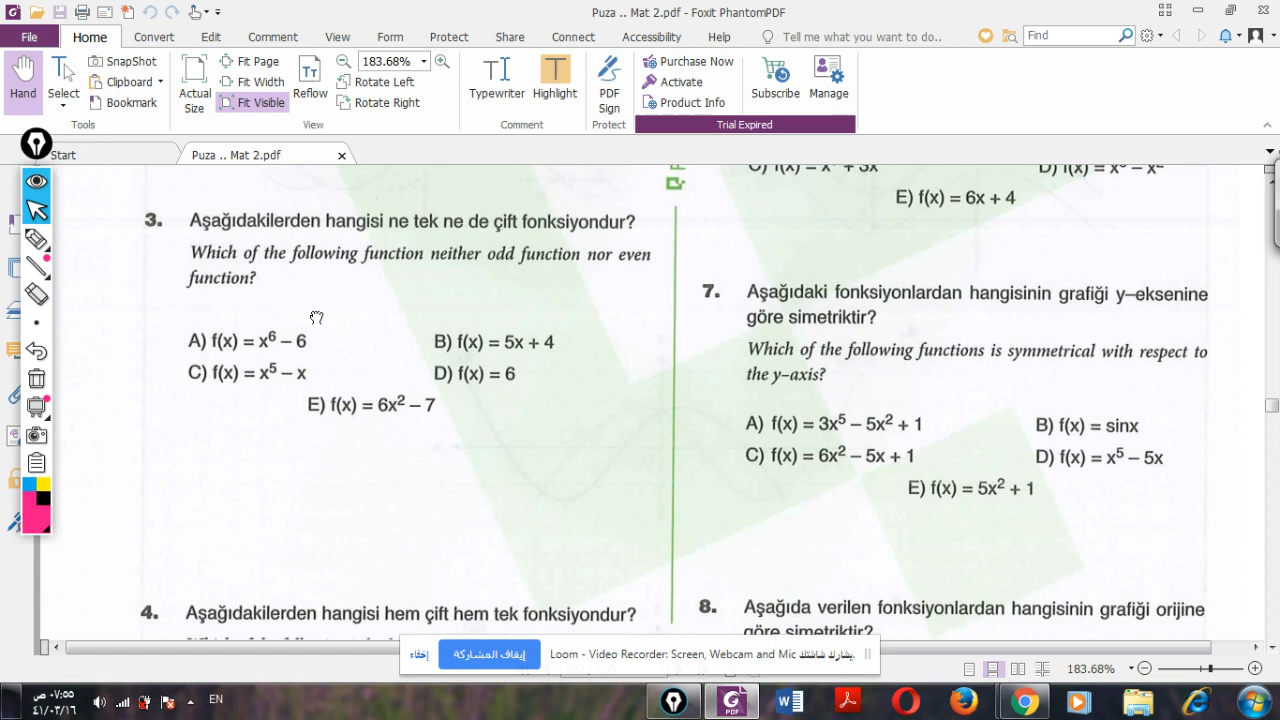 Puza .. Mat 2.pdf - Foxit PhantomPDF
File Home Convert Edit Comment View Form Protect Share Connect Accessibility Help Tell me what you want to do.. Find
Hand
Select
SnapShot
Clipboard
Bookmark
Tools
Actual Size
Fit Page
Fit Width
Fit Visible
Reflow
183.68%
Rotate Left
Rotate Right
View
Typewriter
Highlight
Comment
PDF Sign
Protect
Purchase Now
Activate
Product Info
Subscribe
Manage
Trial Expired
Start
Puza .. Mat 2.pdf
3. Aşağıdakilerden hangisi ne tek ne de çift fonksiyondur?
Which of the following function neither odd function nor even
function?
A) f(x) = x⁶ – 6 B) f(x) = 5x + 4
C) f(x) = x⁵ – x D) f(x) = 6
E) f(x) = 6x² – 7
4. Aşağıdakilerden hangisi hem çift hem tek fonksiyondur?
E) f(x) = 6x + 4
7. Aşağıdaki fonksiyonlardan hangisinin grafiği y–eksenine
göre simetriktir?
Which of the following functions is symmetrical with respect to
the y–axis?
A) f(x) = 3x⁵ – 5x² + 1 B) f(x) = sinx
C) f(x) = 6x² – 5x + 1 D) f(x) = x⁵ – 5x
E) f(x) = 5x² + 1
8. Aşağıda verilen fonksiyonlardan hangisinin grafiği orijine
göre simetriktir?
إخفاء إيقاف المشاركة Loom - Video Recorder: Screen, Webcam and Mic يشارك شاشتك.
183.68%
EN
٠٧:٥٥ ص
٤١/٠٣/١٦